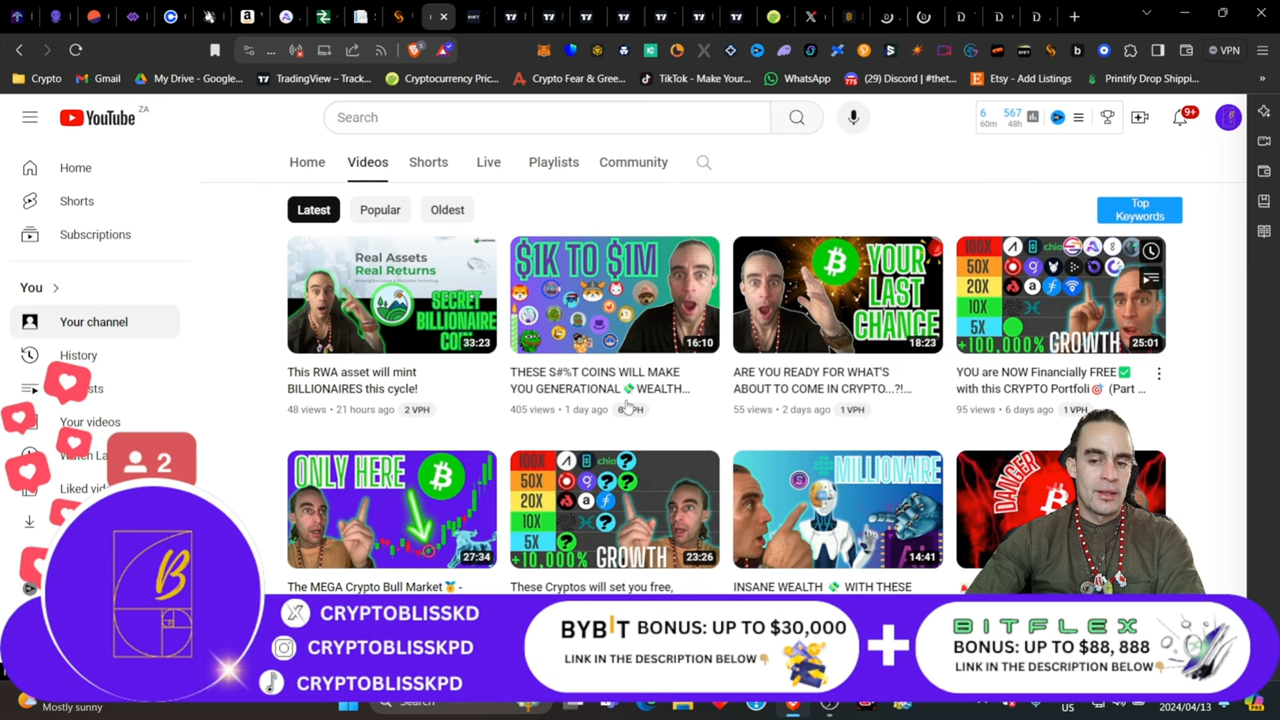 VPN
Crypto
Gmail
My Drive - Google...
TradingView – Track...
Cryptocurrency Pric...
Crypto Fear & Gree...
TikTok - Make Your...
WhatsApp
(29) Discord | #thet...
Etsy - Add Listings
Printify Drop Shippi...
YouTube ZA
Search
6 567
60m 48h
9+
Home
Shorts
Subscriptions
You
Your channel
History
Your videos
Home Videos Shorts Live Playlists Community
Latest Popular Oldest
Top
Keywords
Real Assets
Real Returns
SECRET
BILLIONAIRE
33:23
This RWA asset will mint
BILLIONAIRES this cycle!
48 views • 21 hours ago 2 VPH
$1K TO $1M
16:10
THESE S#%T COINS WILL MAKE
YOU GENERATIONAL 💸 WEALTH...
405 views • 1 day ago
YOUR
LAST
CHANCE
18:23
ARE YOU READY FOR WHAT'S
ABOUT TO COME IN CRYPTO...?!...
55 views • 2 days ago 1 VPH
100X
50X
20X
10X
5X
+100,000% GROWTH
25:01
YOU are NOW Financially FREE✅
with this CRYPTO Portfoli🎯 (Part ...
95 views • 6 days ago 1 VPH
ONLY HERE
27:34
The MEGA Crypto Bull Market 🏅 -
100X
50X
20X
10X
5X
chia
+10,000% GROWTH
23:26
These Cryptos will set you free,
MILLIONAIRE
14:41
INSANE WEALTH 💸 WITH THESE
DANGER
2
B
CRYPTOBLISSKD
CRYPTOBLISSKPD
CRYPTOBLISSKPD
BYBIT BONUS: UP TO $30,000
LINK IN THE DESCRIPTION BELOW👇🏼
BITFLEX
BONUS: UP TO $88, 888
LINK IN THE DESCRIPTION BELOW👇🏼
Mostly sunny
Search
US
2024/04/13